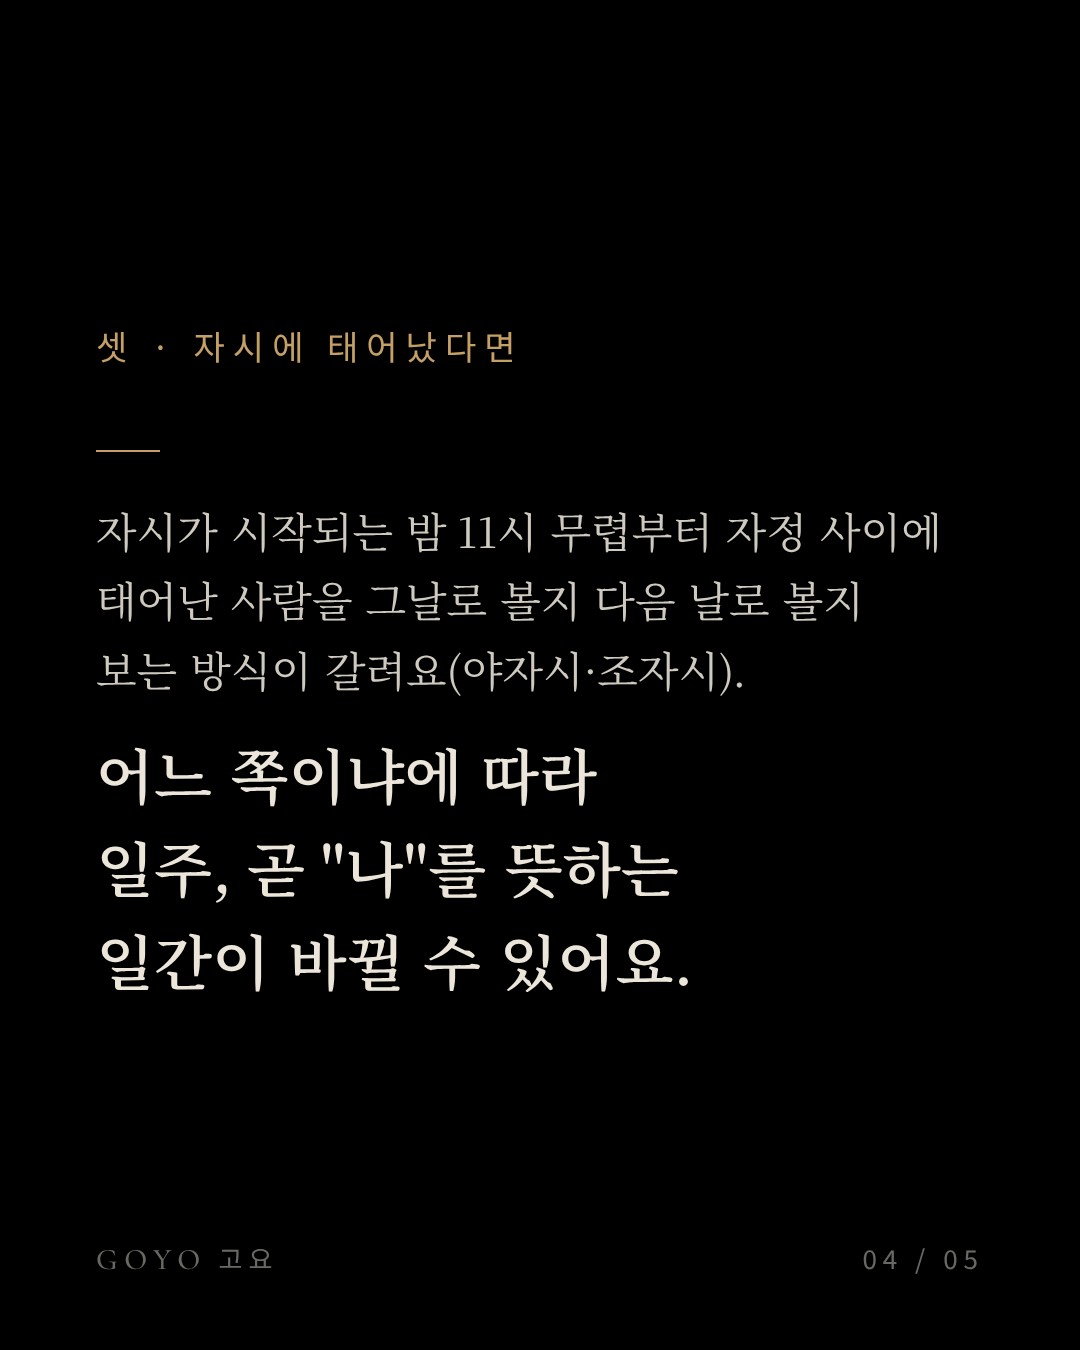 셋 · 자시에 태어났다면
자시가 시작되는 밤 11시 무렵부터 자정 사이에
태어난 사람을 그날로 볼지 다음 날로 볼지
보는 방식이 갈려요(야자시·조자시).
어느 쪽이냐에 따라
일주, 곧 "나"를 뜻하는
일간이 바뀔 수 있어요.
GOYO 고요
04 / 05